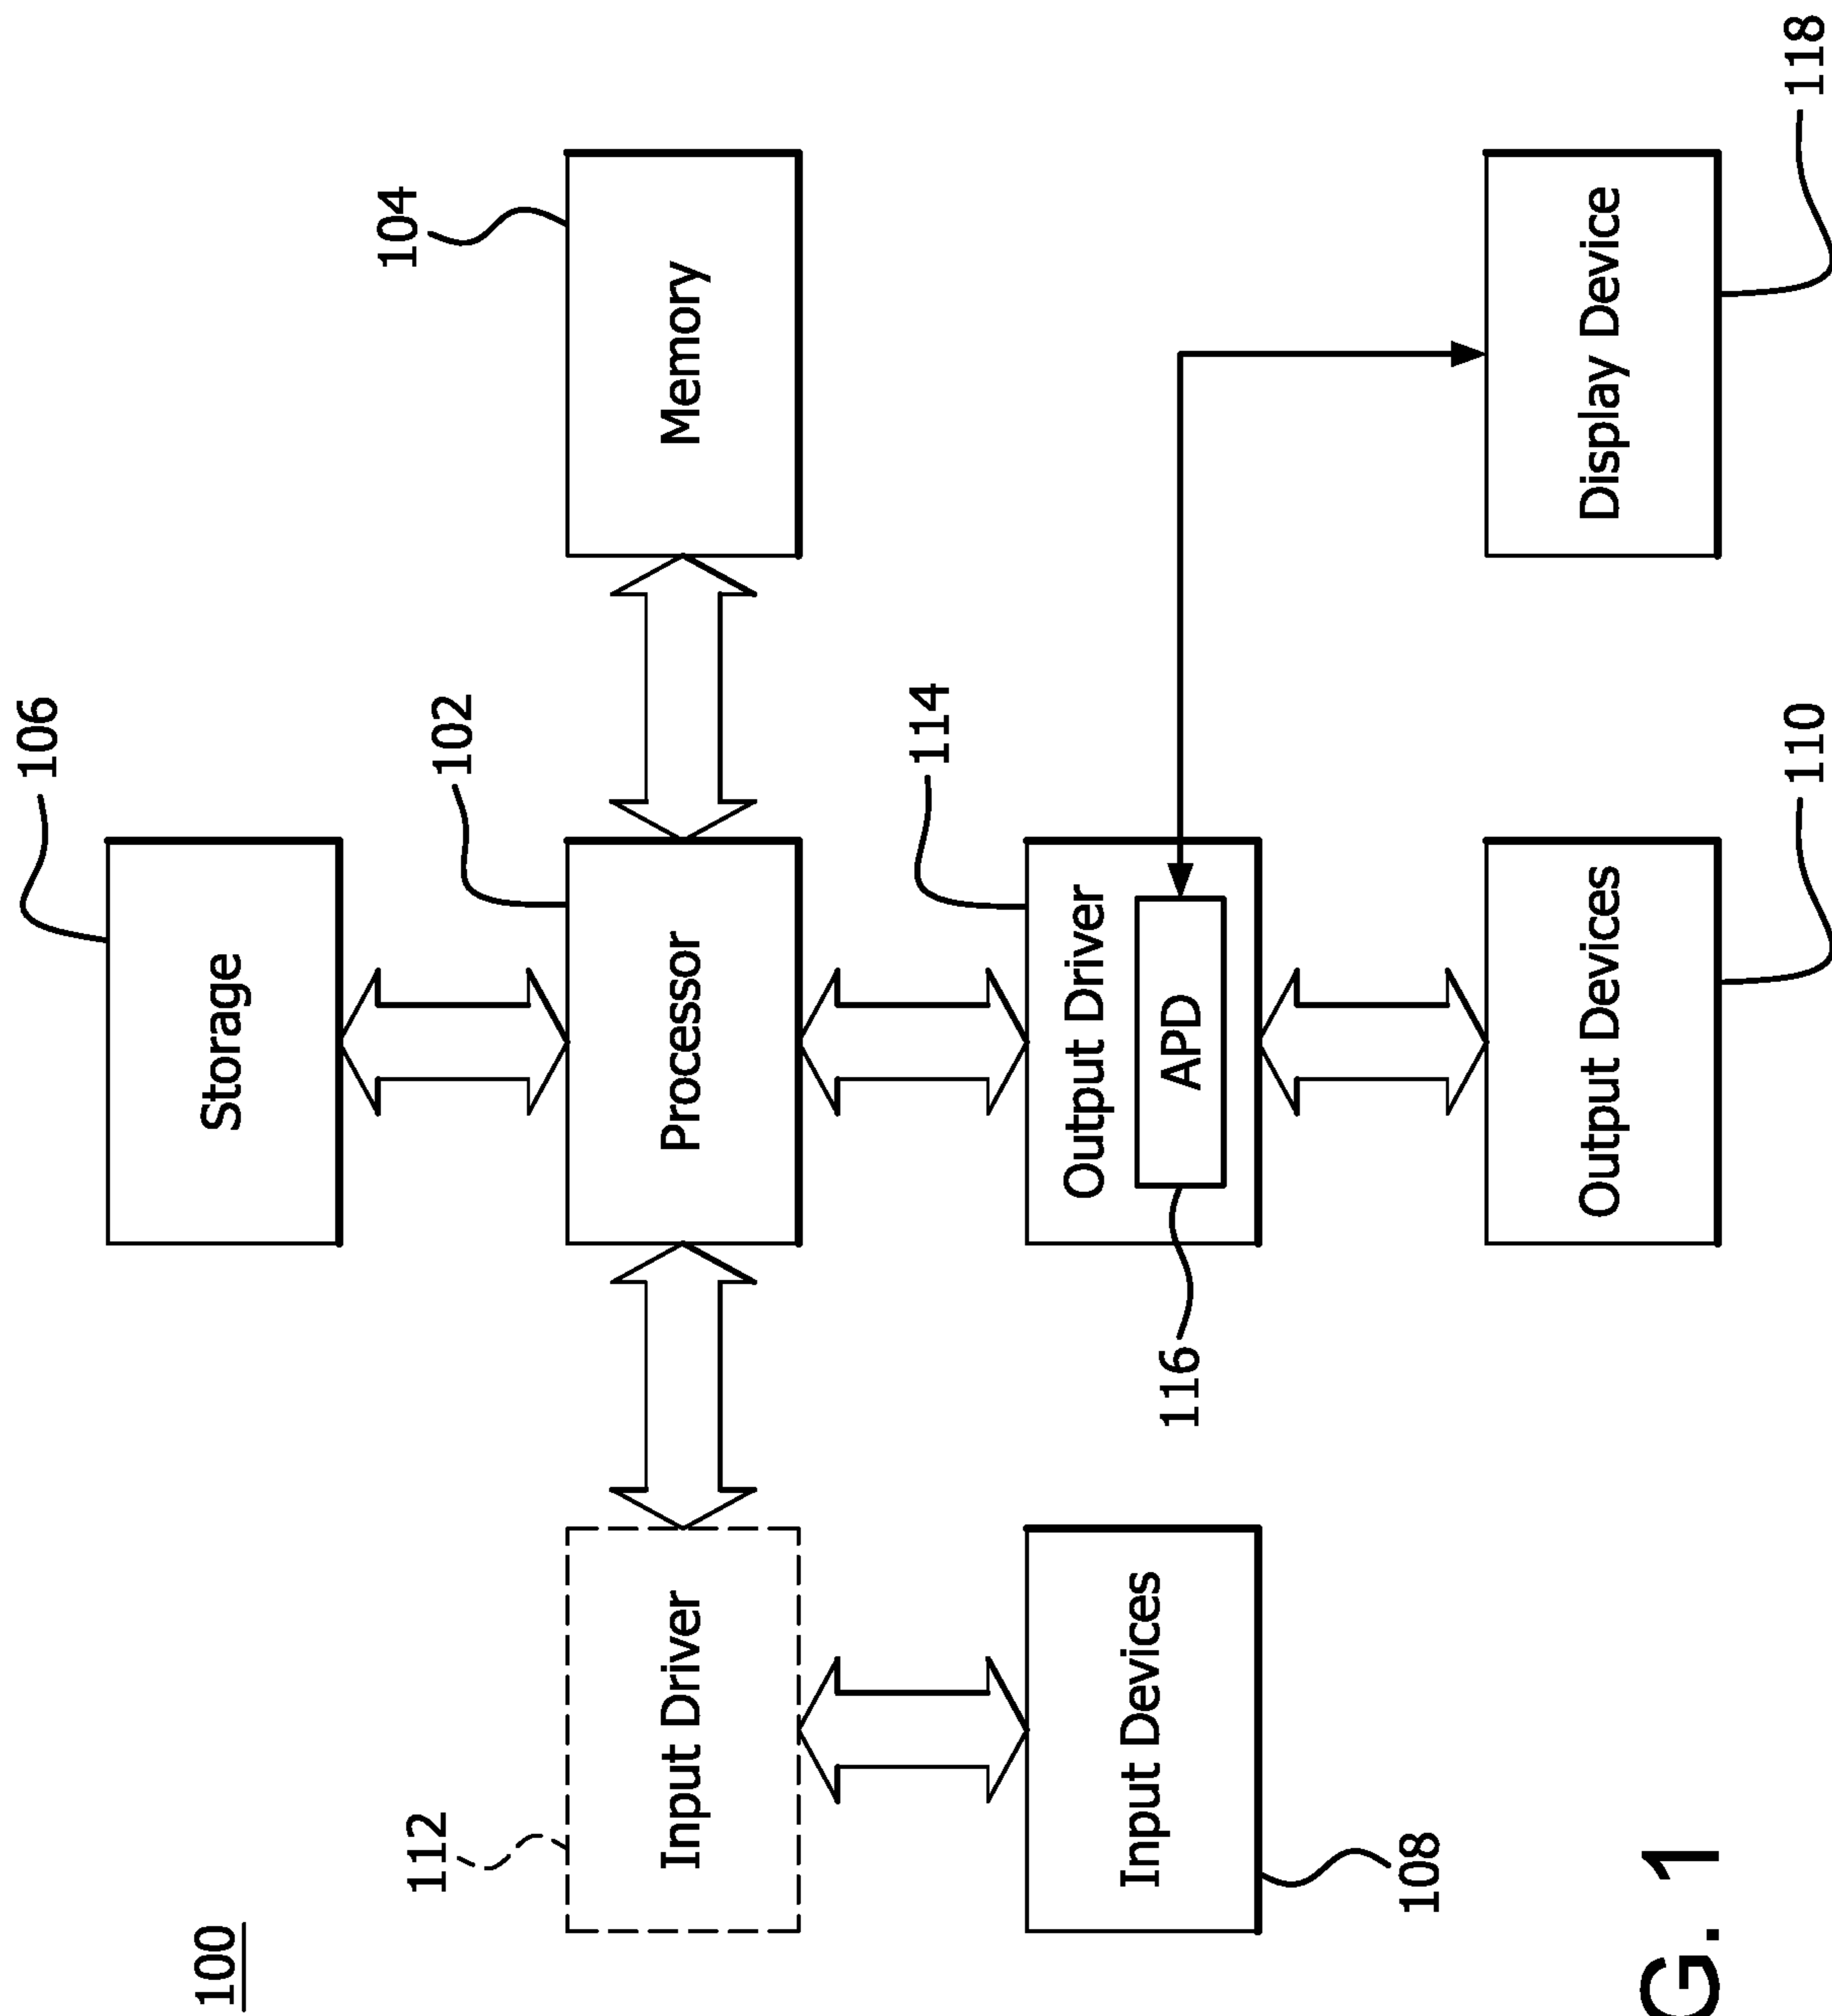 100
106
Storage
112
102
104
Input Driver
Processor
Memory
114
Input Devices
Output Driver
APD
116
108
Output Devices
Display Device
110
118
G. 1